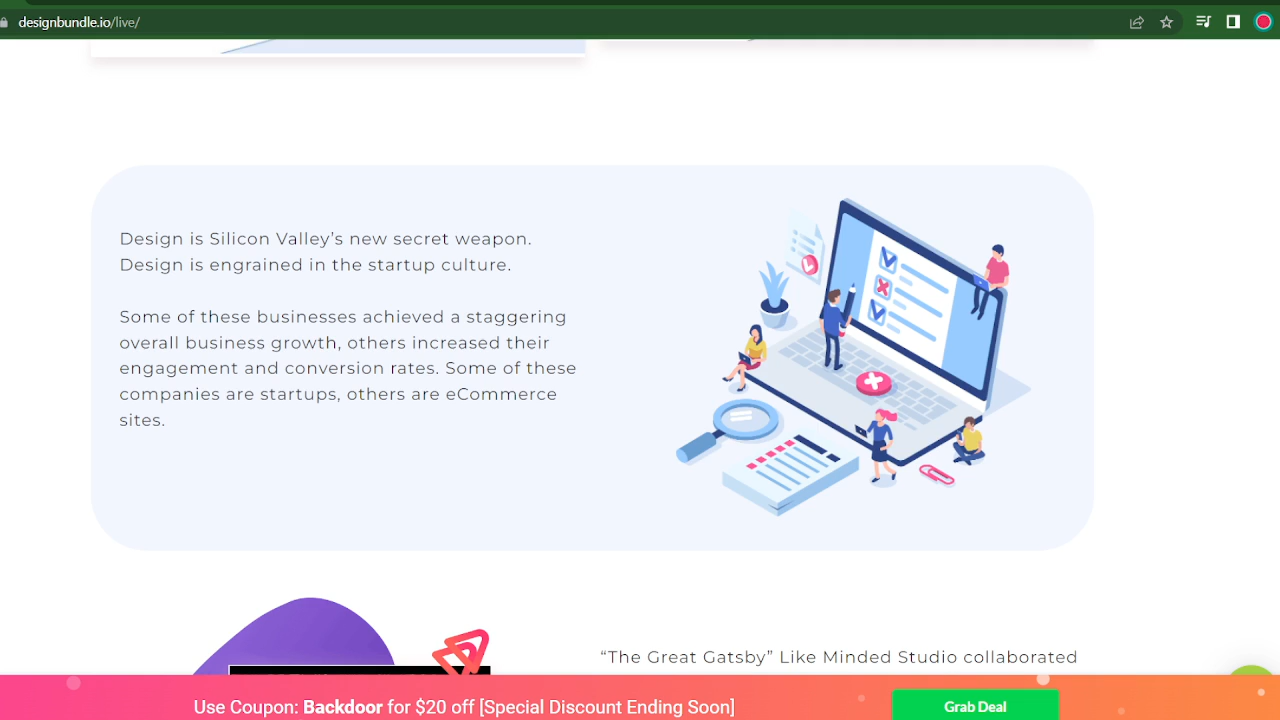 designbundle.io/live/
Design is Silicon Valley’s new secret weapon.
Design is engrained in the startup culture.
Some of these businesses achieved a staggering
overall business growth, others increased their
engagement and conversion rates. Some of these
companies are startups, others are eCommerce
sites.
“The Great Gatsby” Like Minded Studio collaborated
Use Coupon: Backdoor for $20 off [Special Discount Ending Soon]
Grab Deal